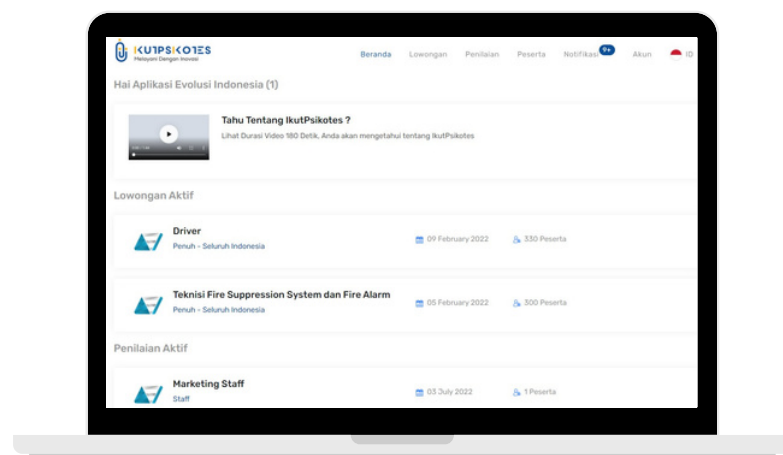 IKUTPSIKOTES
Melayani Dengan Inovasi
Beranda Lowongan Penilaian Peserta Notifikasi 9+ Akun ID
Hai Aplikasi Evolusi Indonesia (1)
Tahu Tentang IkutPsikotes ?
Lihat Durasi Video 180 Detik, Anda akan mengetahui tentang IkutPsikotes
Lowongan Aktif
Driver
Penuh - Seluruh Indonesia
09 February 2022
330 Peserta
Teknisi Fire Suppression System dan Fire Alarm
Penuh - Seluruh Indonesia
05 February 2022
300 Peserta
Penilaian Aktif
Marketing Staff
Staff
03 July 2022
1 Peserta